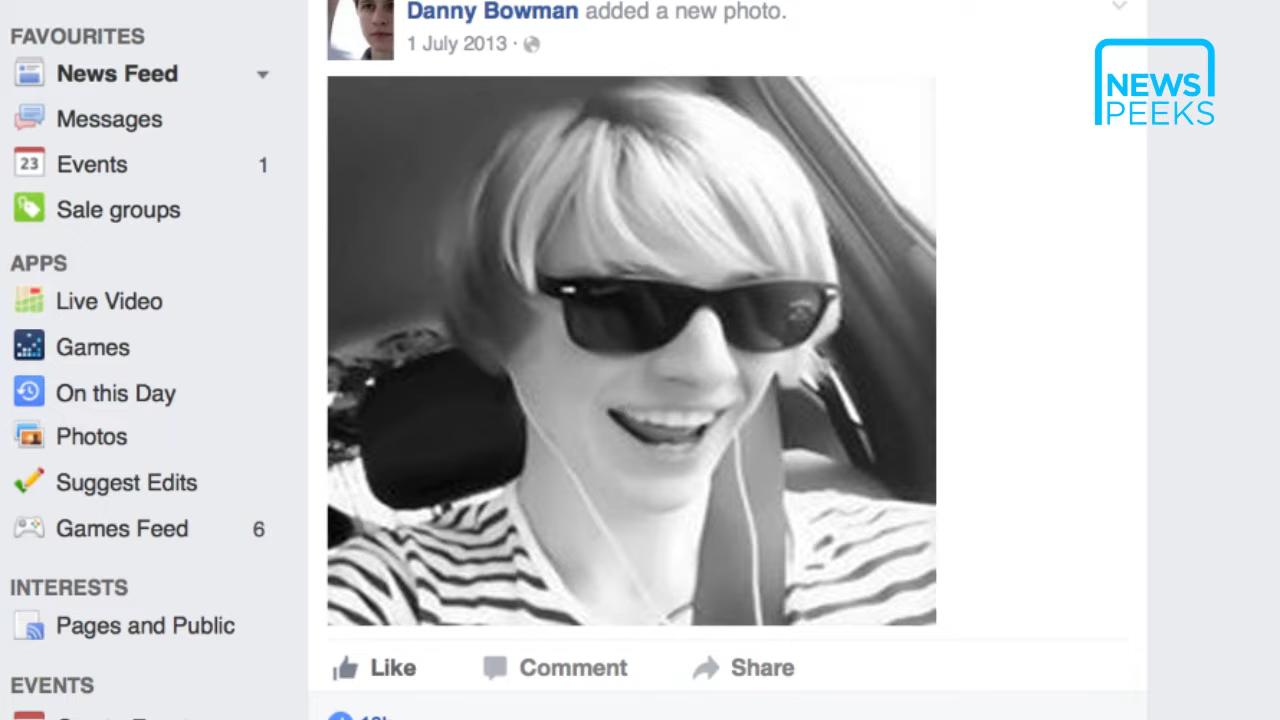 FAVOURITES
News Feed
Messages
Events 1
23
Sale groups
APPS
Live Video
Games
On this Day
Photos
Suggest Edits
Games Feed 6
INTERESTS
Pages and Public
EVENTS
Danny Bowman added a new photo.
1 July 2013 ·
Like Comment Share
NEWS
PEEKS